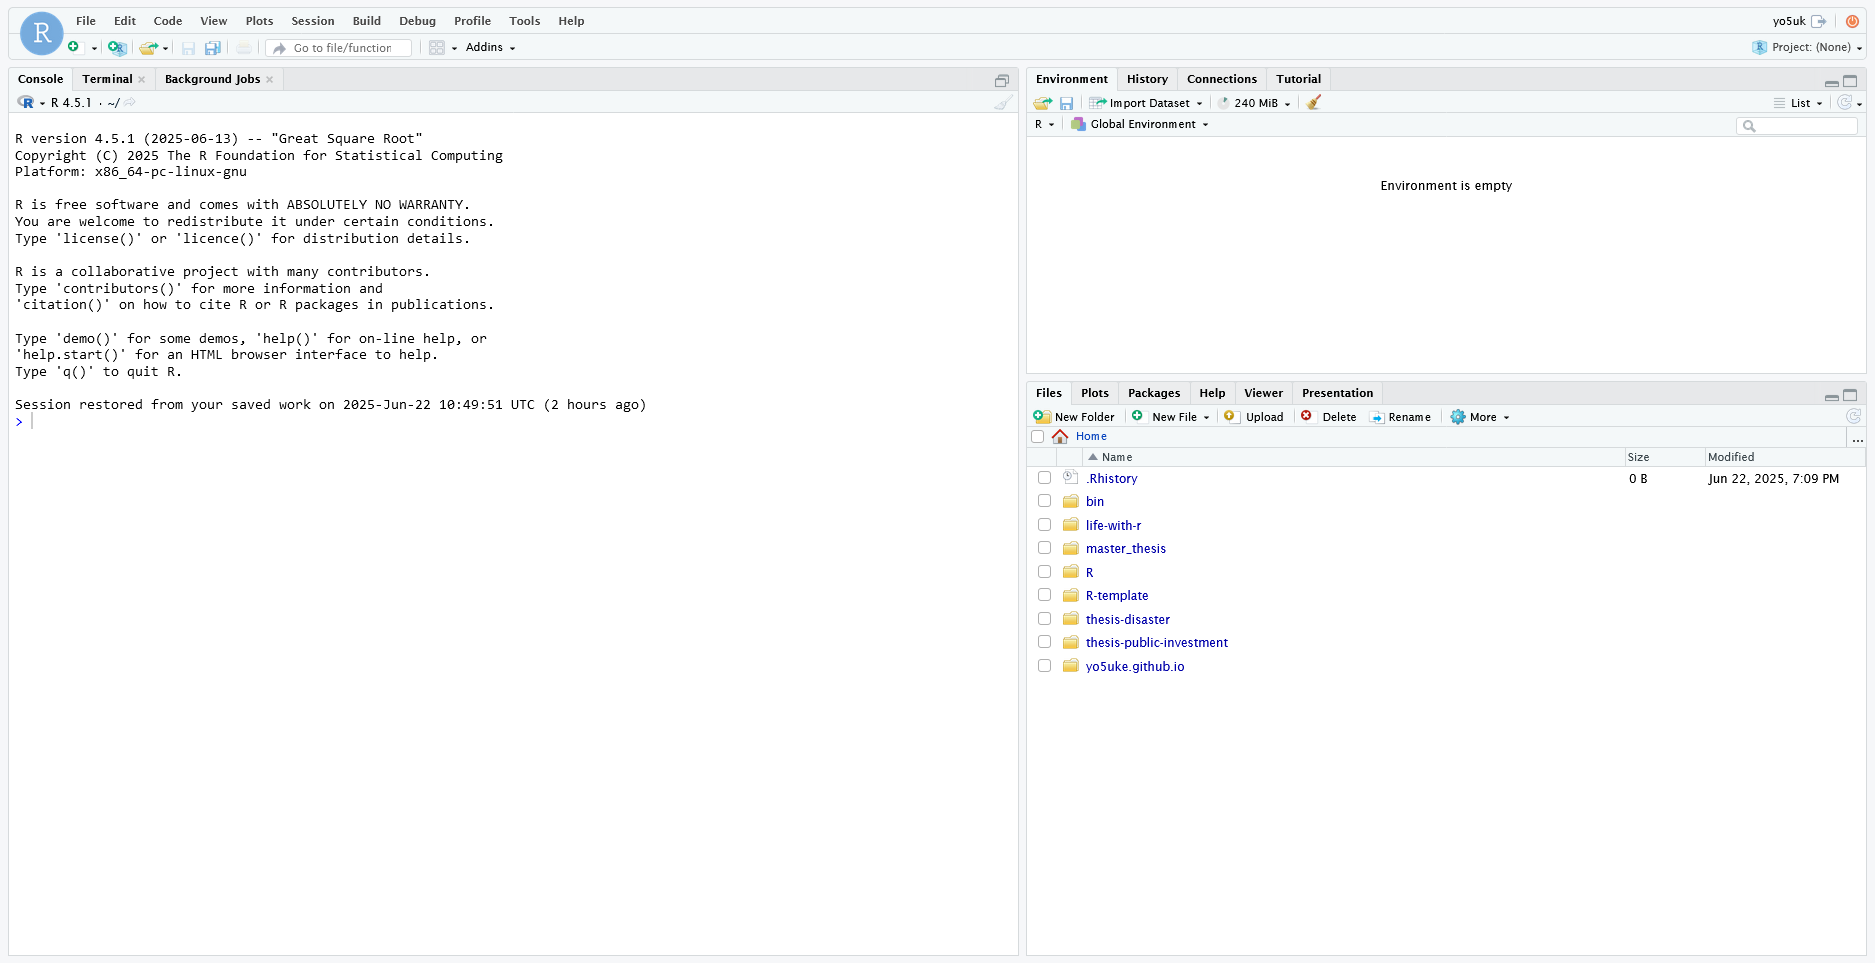 R
File Edit Code View Plots Session Build Debug Profile Tools Help
yo5uk
Go to file/function
Addins
R Project: (None)
Console Terminal Background Jobs
R R 4.5.1 · ~/
R version 4.5.1 (2025-06-13) -- "Great Square Root"
Copyright (C) 2025 The R Foundation for Statistical Computing
Platform: x86_64-pc-linux-gnu
R is free software and comes with ABSOLUTELY NO WARRANTY.
You are welcome to redistribute it under certain conditions.
Type 'license()' or 'licence()' for distribution details.
R is a collaborative project with many contributors.
Type 'contributors()' for more information and
'citation()' on how to cite R or R packages in publications.
Type 'demo()' for some demos, 'help()' for on-line help, or
'help.start()' for an HTML browser interface to help.
Type 'q()' to quit R.
Session restored from your saved work on 2025-Jun-22 10:49:51 UTC (2 hours ago)
>
Environment History Connections Tutorial
Import Dataset 240 MiB List
R Global Environment
Environment is empty
Files Plots Packages Help Viewer Presentation
New Folder New File Upload Delete Rename More
Home ...
Name Size Modified
.Rhistory 0 B Jun 22, 2025, 7:09 PM
bin
life-with-r
master_thesis
R
R-template
thesis-disaster
thesis-public-investment
yo5uke.github.io